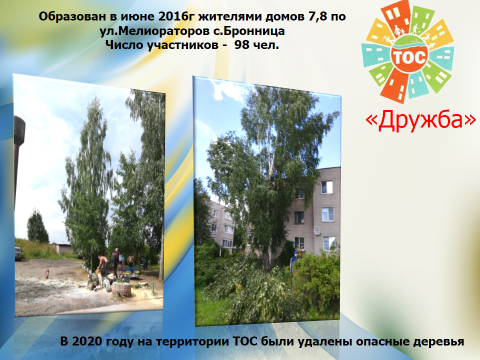 Образован в июне 2016г жителями домов 7,8 по
ул.Мелиораторов с.Бронница
Число участников -  98 чел.
ТОС
«Дружба»
В 2020 году на территории ТОС были удалены опасные деревья